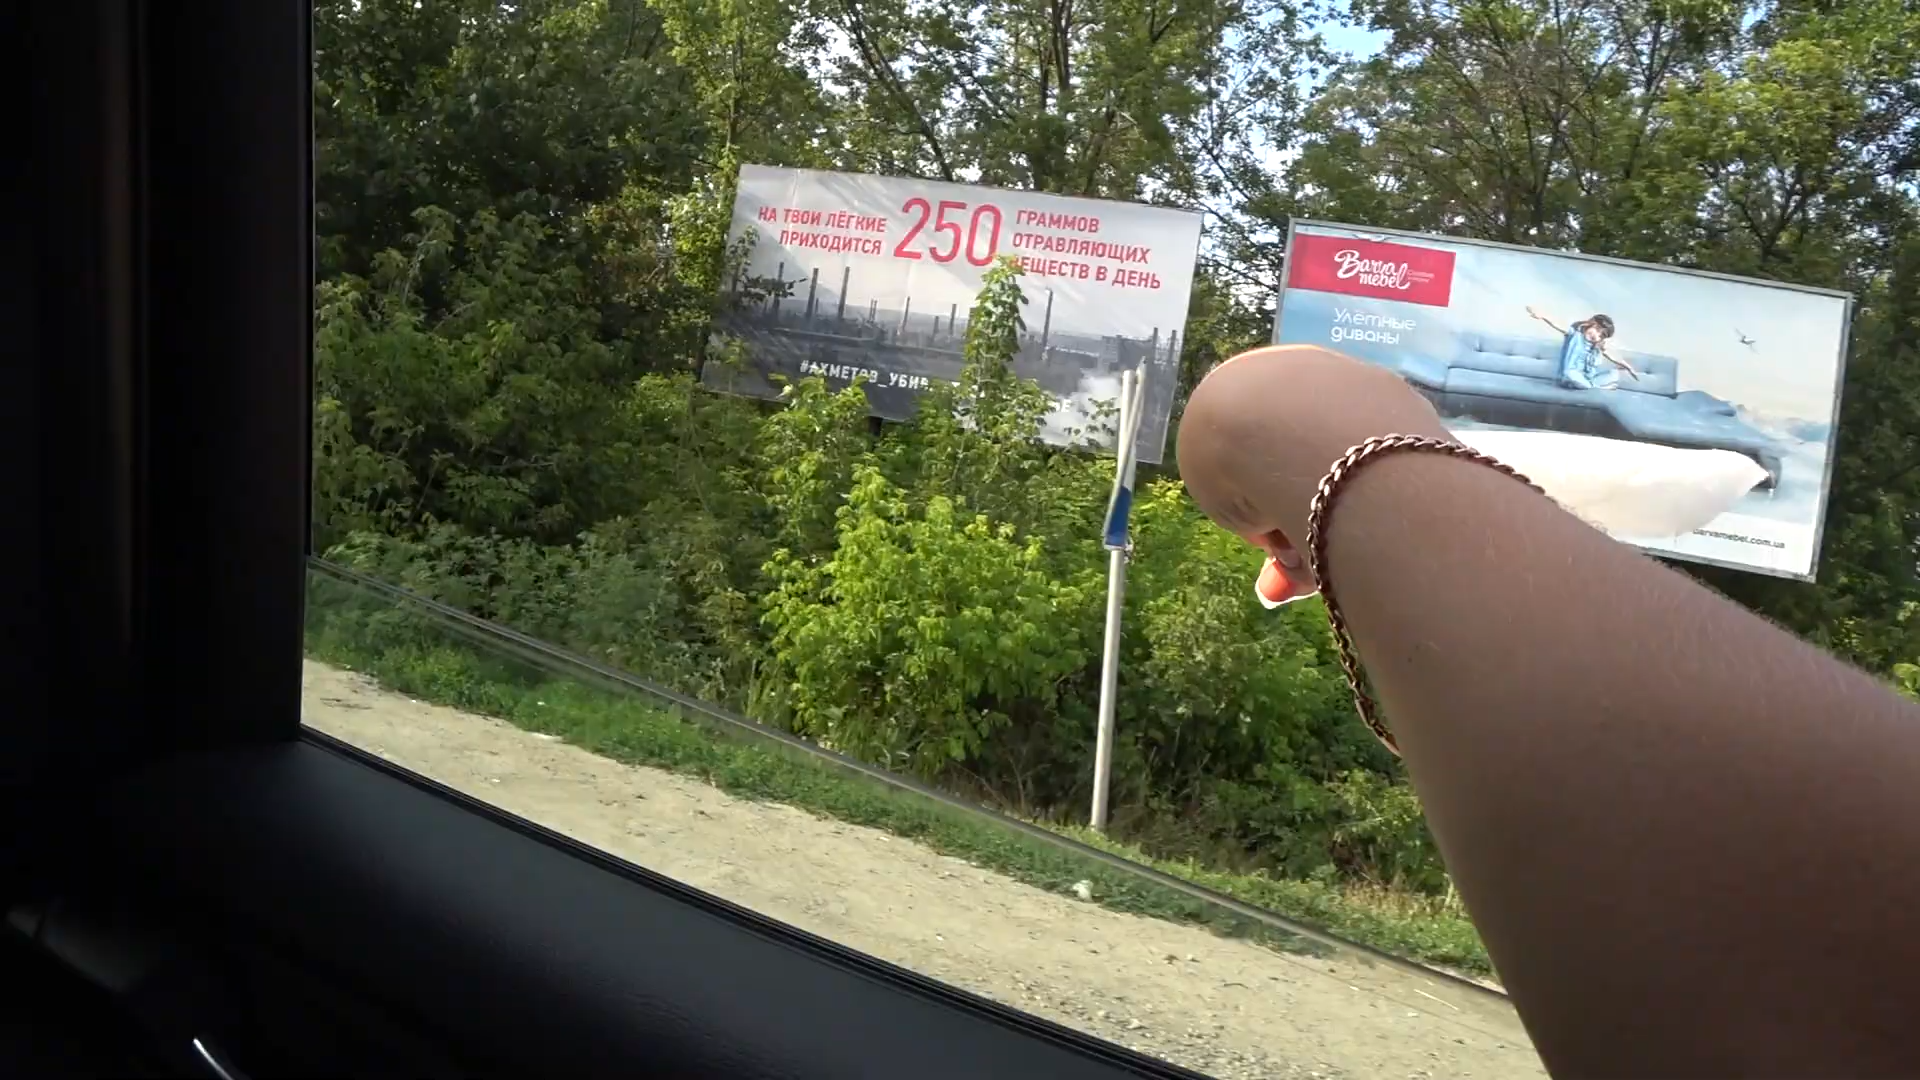 НА ТВОИ ЛЁГКИЕ
ПРИХОДИТСЯ
250
ГРАММОВ
ОТРАВЛЯЮЩИХ
ВЕЩЕСТВ В ДЕНЬ
#АХМЕТОВ_УБИВ
Barva
mebel
Улётные
диваны
barvamebel.com.ua